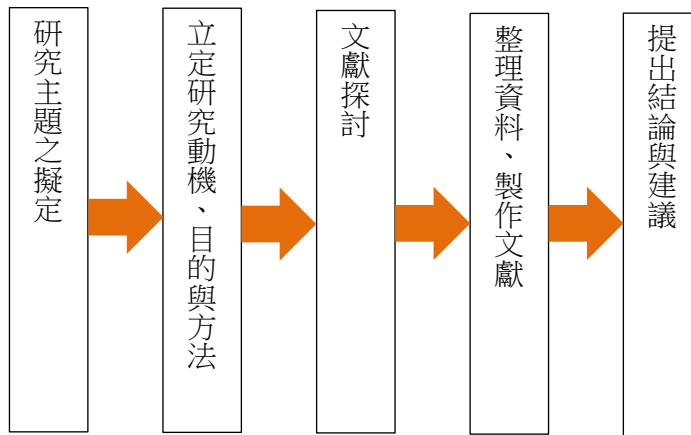 研究主題之擬定
立定研究動機、目的與方法
文獻探討
整理資料、製作文獻
提出結論與建議